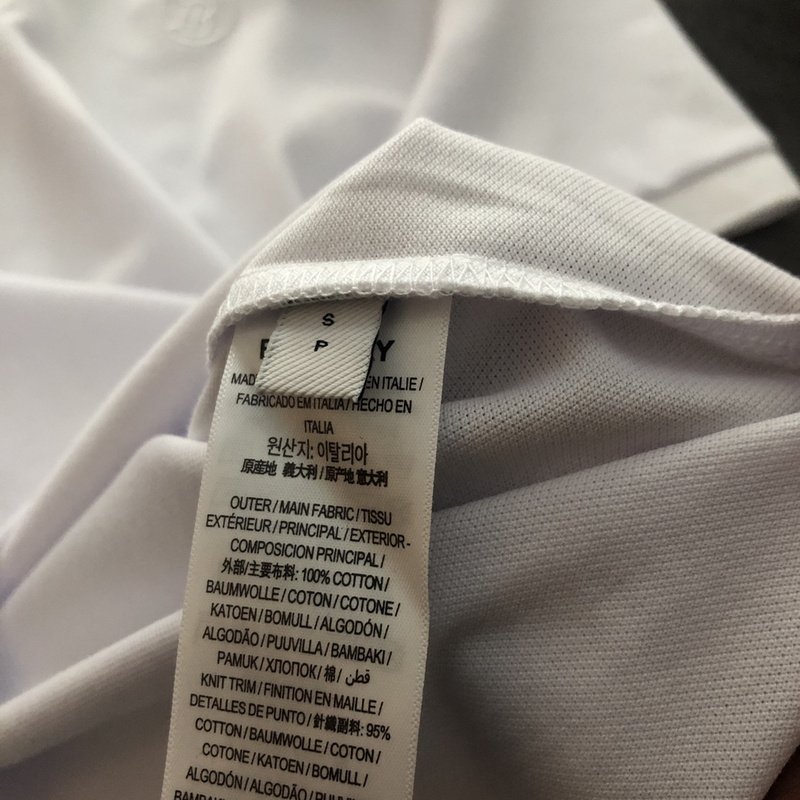 S
P
MADE EN ITALIE /
FABRICADO EM ITALIA / HECHO EN
ITALIA
원산지: 이탈리아
原産地 義大利 / 原产地 意大利
OUTER / MAIN FABRIC / TISSU
EXTÉRIEUR / PRINCIPAL / EXTERIOR-
COMPOSICION PRINCIPAL /
外部/主要布料: 100% COTTON /
BAUMWOLLE / COTON / COTONE /
KATOEN / BOMULL / ALGODÓN /
ALGODÃO / PUUVILLA / BAMBAKI /
PAMUK / ХЛОПОК / 棉 / قطن
KNIT TRIM / FINITION EN MAILLE /
DETALLES DE PUNTO / 針織副料: 95%
COTTON / BAUMWOLLE / COTON /
COTONE / KATOEN / BOMULL /
ALGODÓN / ALGODÃO / PUUVILLA /